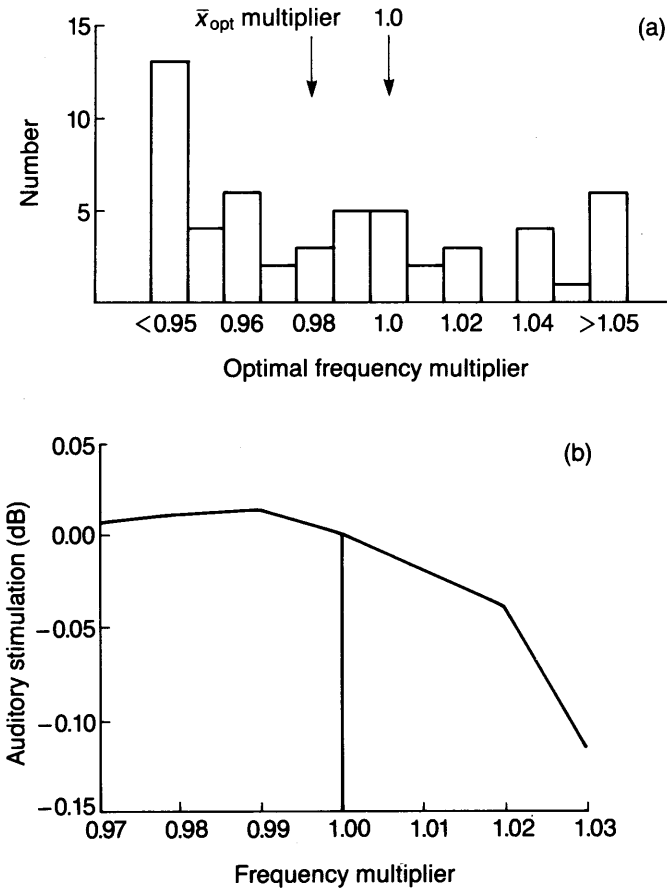 (a)
x̄opt multiplier 1.0
15
10
5
Number
<0.95 0.96 0.98 1.0 1.02 1.04 >1.05
Optimal frequency multiplier
(b)
0.05
0.00
−0.05
−0.10
−0.15
Auditory stimulation (dB)
0.97 0.98 0.99 1.00 1.01 1.02 1.03
Frequency multiplier